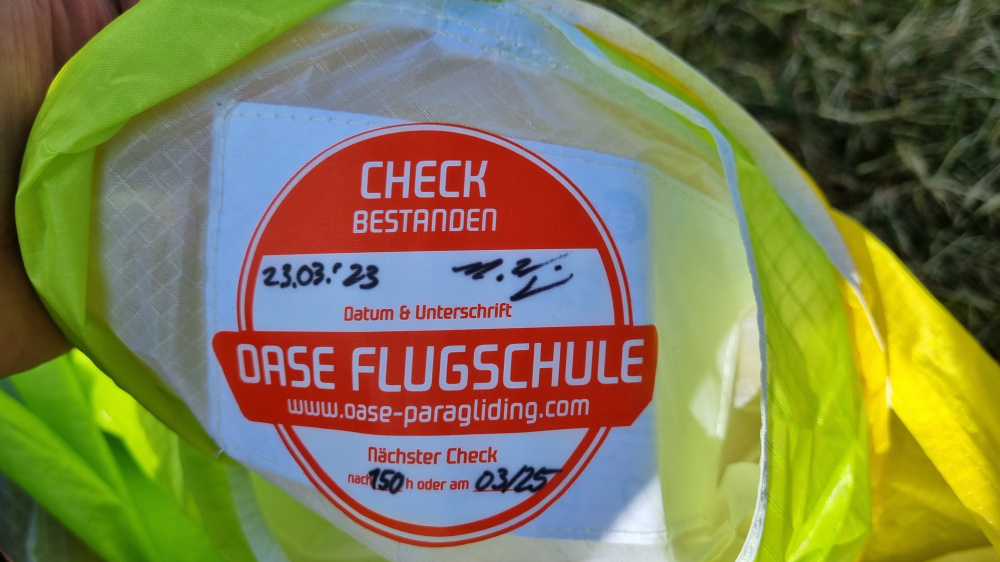 CHECK
BESTANDEN
23.03.'23
Datum & Unterschrift
OASE FLUGSCHULE
www.oase-paragliding.com
Nächster Check
nach 150 h oder am 03/25